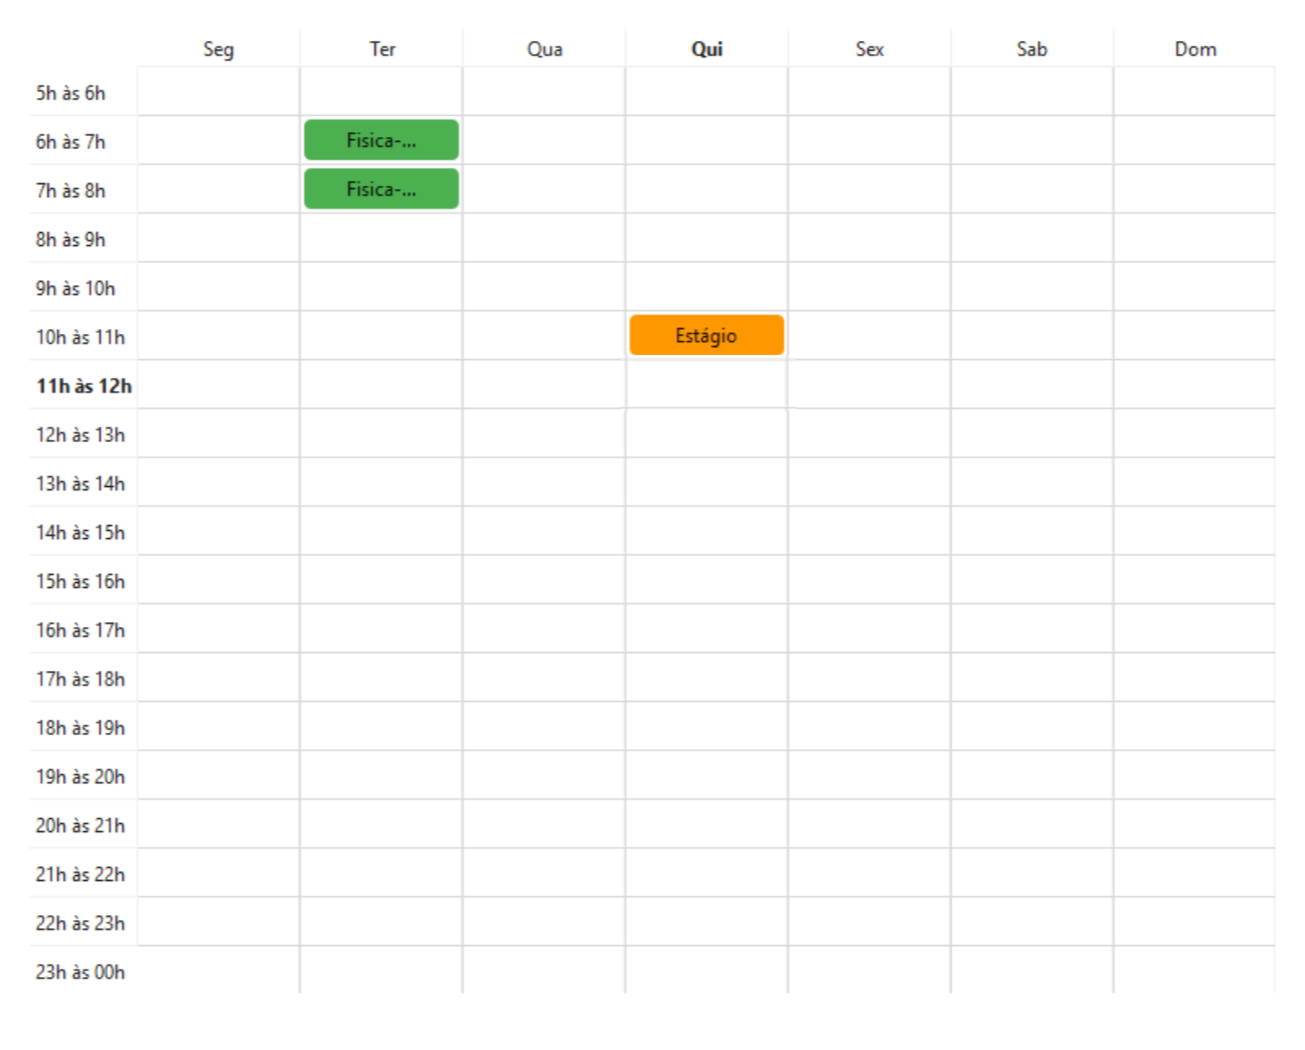 Seg Ter Qua Qui Sex Sab Dom
5h às 6h
6h às 7h Fisica-...
7h às 8h Fisica-...
8h às 9h
9h às 10h
10h às 11h Estágio
11h às 12h
12h às 13h
13h às 14h
14h às 15h
15h às 16h
16h às 17h
17h às 18h
18h às 19h
19h às 20h
20h às 21h
21h às 22h
22h às 23h
23h às 00h